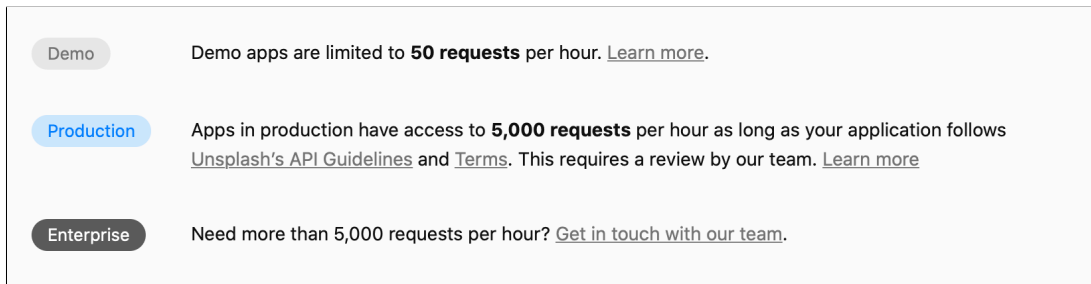 Demo
Demo apps are limited to 50 requests per hour. Learn more.
Production
Apps in production have access to 5,000 requests per hour as long as your application follows
Unsplash’s API Guidelines and Terms. This requires a review by our team. Learn more
Enterprise
Need more than 5,000 requests per hour? Get in touch with our team.